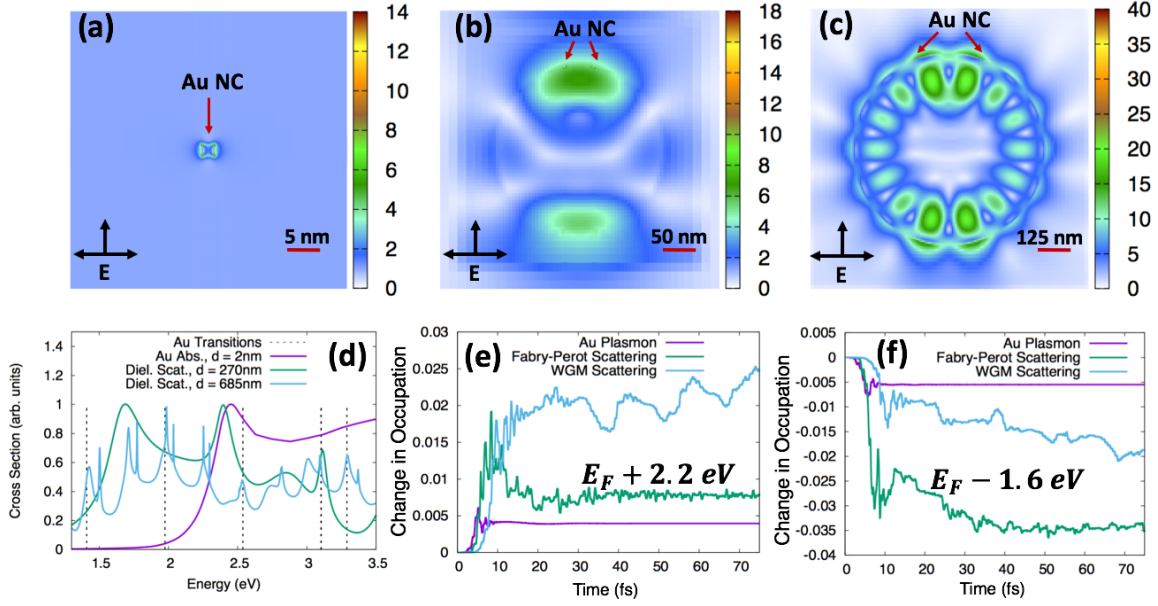 (a)
Au NC
5 nm
E
14
12
10
8
6
4
2
0
(b)
Au NC
50 nm
E
18
16
14
12
10
8
6
4
2
0
(c)
Au NC
125 nm
E
40
35
30
25
20
15
10
5
0
(d)
Au Transitions
Au Abs., d = 2nm
Diel. Scat., d = 270nm
Diel. Scat., d = 685nm
Cross Section (arb. units)
1.4
1.2
1
0.8
0.6
0.4
0.2
0
1.5 2 2.5 3 3.5
Energy (eV)
(e)
Au Plasmon
Fabry-Perot Scattering
WGM Scattering
Change in Occupation
0.03
0.025
0.02
0.015
0.01
0.005
0
E_F + 2.2 eV
0 10 20 30 40 50 60 70
Time (fs)
(f)
Au Plasmon
Fabry-Perot Scattering
WGM Scattering
Change in Occupation
0.005
0
-0.005
-0.01
-0.015
-0.02
-0.025
-0.03
-0.035
-0.04
E_F − 1.6 eV
0 10 20 30 40 50 60 70
Time (fs)